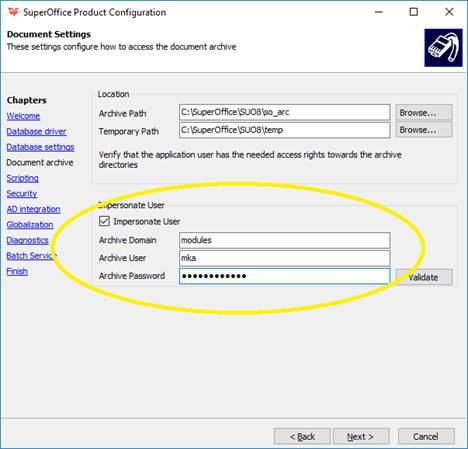 SuperOffice Product Configuration
Document Settings
These settings configure how to access the document archive
Chapters
Welcome
Database driver
Database settings
Document archive
Scripting
Security
AD integration
Globalization
Diagnostics
Batch Service
Finish
Location
Archive Path C:\SuperOffice\SUO8\so_arc Browse...
Temporary Path C:\SuperOffice\SUO8\temp Browse...
Verify that the application user has the needed access rights towards the archive
directories
Impersonate User
Impersonate User
Archive Domain modules
Archive User mka
Archive Password ●●●●●●●●●●●● Validate
< Back Next > Cancel